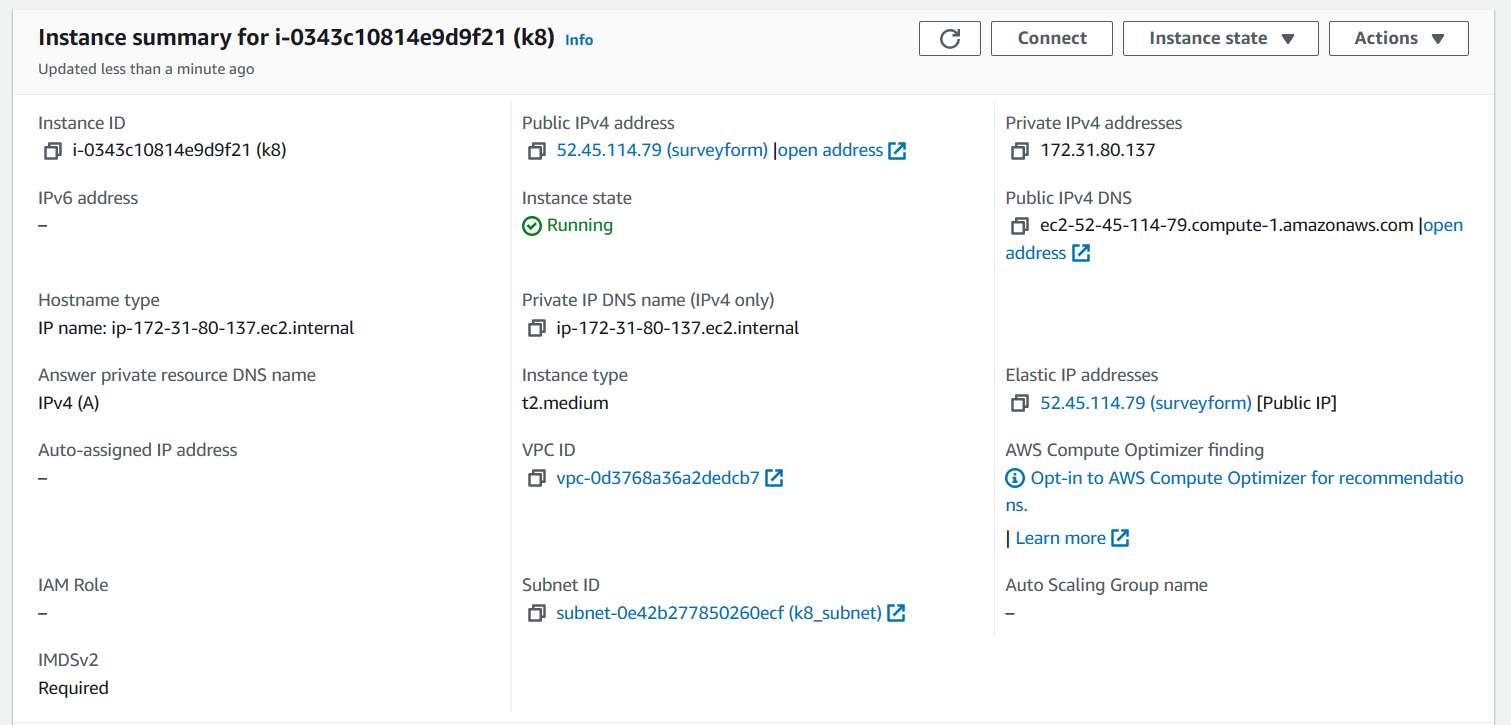 Instance summary for i-0343c10814e9d9f21 (k8) Info
Connect
Instance state
Actions
Updated less than a minute ago
Instance ID
i-0343c10814e9d9f21 (k8)
Public IPv4 address
52.45.114.79 (surveyform) |open address
Private IPv4 addresses
172.31.80.137
IPv6 address
–
Instance state
Running
Public IPv4 DNS
ec2-52-45-114-79.compute-1.amazonaws.com |open
address
Hostname type
IP name: ip-172-31-80-137.ec2.internal
Private IP DNS name (IPv4 only)
ip-172-31-80-137.ec2.internal
Answer private resource DNS name
IPv4 (A)
Instance type
t2.medium
Elastic IP addresses
52.45.114.79 (surveyform) [Public IP]
Auto-assigned IP address
–
VPC ID
vpc-0d3768a36a2dedcb7
AWS Compute Optimizer finding
Opt-in to AWS Compute Optimizer for recommendatio
ns.
| Learn more
IAM Role
–
Subnet ID
subnet-0e42b277850260ecf (k8_subnet)
Auto Scaling Group name
–
IMDSv2
Required